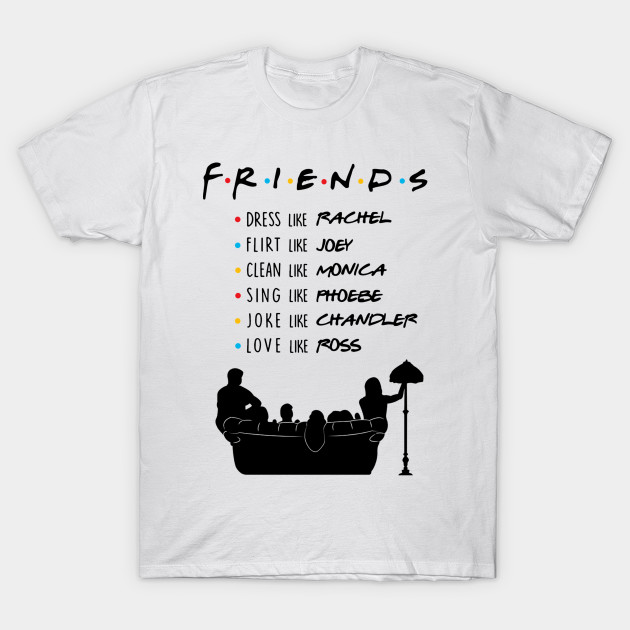 F•R•I•E•N•D•S
• DRESS LIKE RACHEL
• FLIRT LIKE JOEY
• CLEAN LIKE MONICA
• SING LIKE PHOEBE
• JOKE LIKE CHANDLER
• LOVE LIKE ROSS